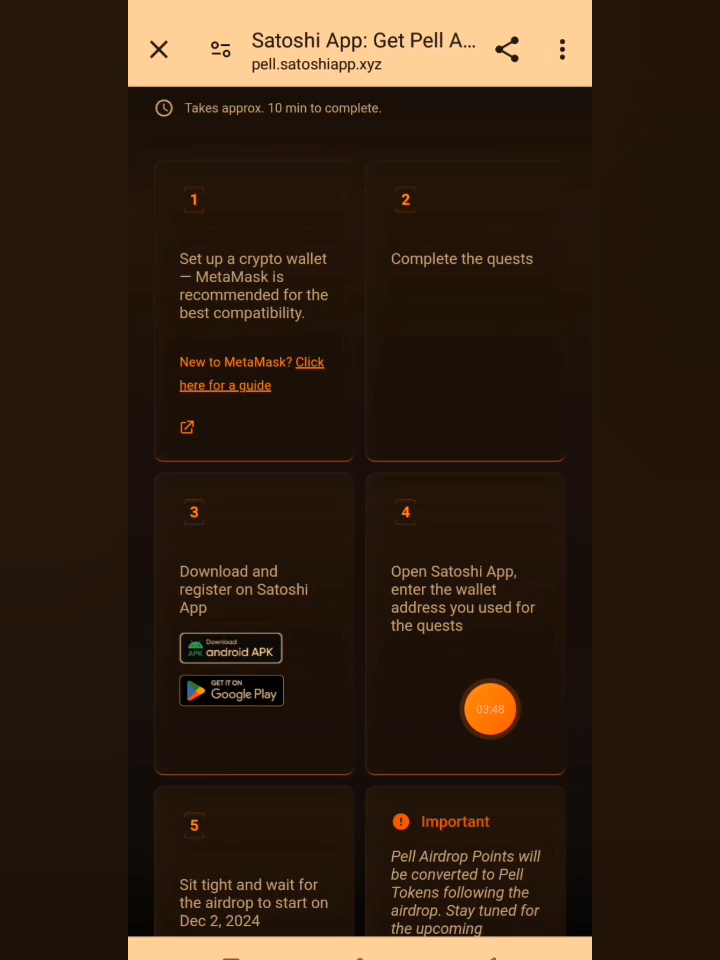 Satoshi App: Get Pell A...
pell.satoshiapp.xyz
Takes approx. 10 min to complete.
1
Set up a crypto wallet
— MetaMask is
recommended for the
best compatibility.
New to MetaMask? Click
here for a guide
2
Complete the quests
3
Download and
register on Satoshi
App
Download
APK android APK
GET IT ON
Google Play
4
Open Satoshi App,
enter the wallet
address you used for
the quests
03:48
5
Sit tight and wait for
the airdrop to start on
Dec 2, 2024
Important
Pell Airdrop Points will
be converted to Pell
Tokens following the
airdrop. Stay tuned for
the upcoming